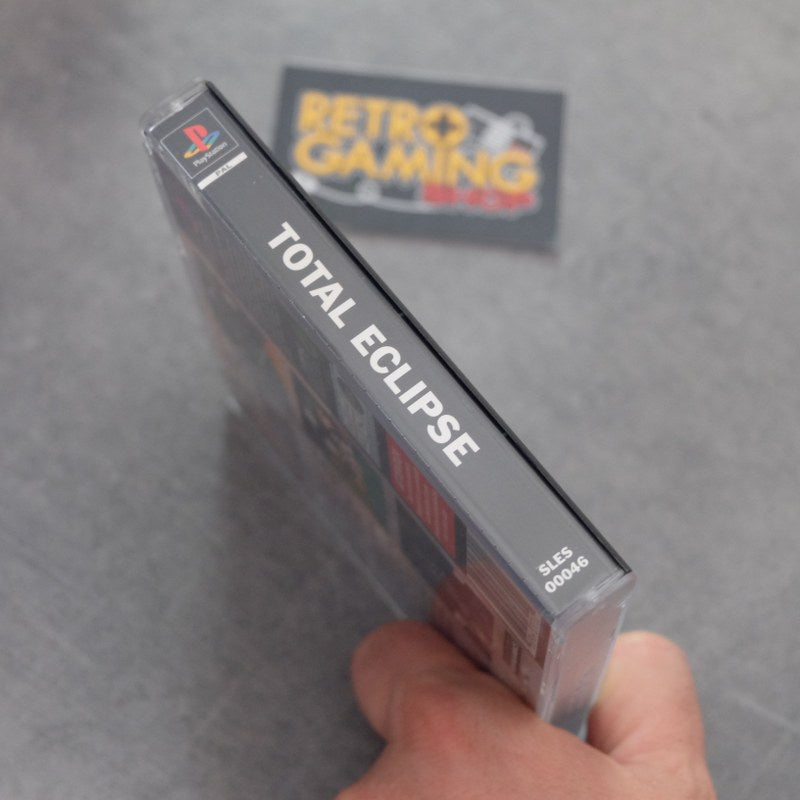 RETRO
GAMING
SHOP
PlayStation
PAL
TOTAL ECLIPSE
SLES
00046